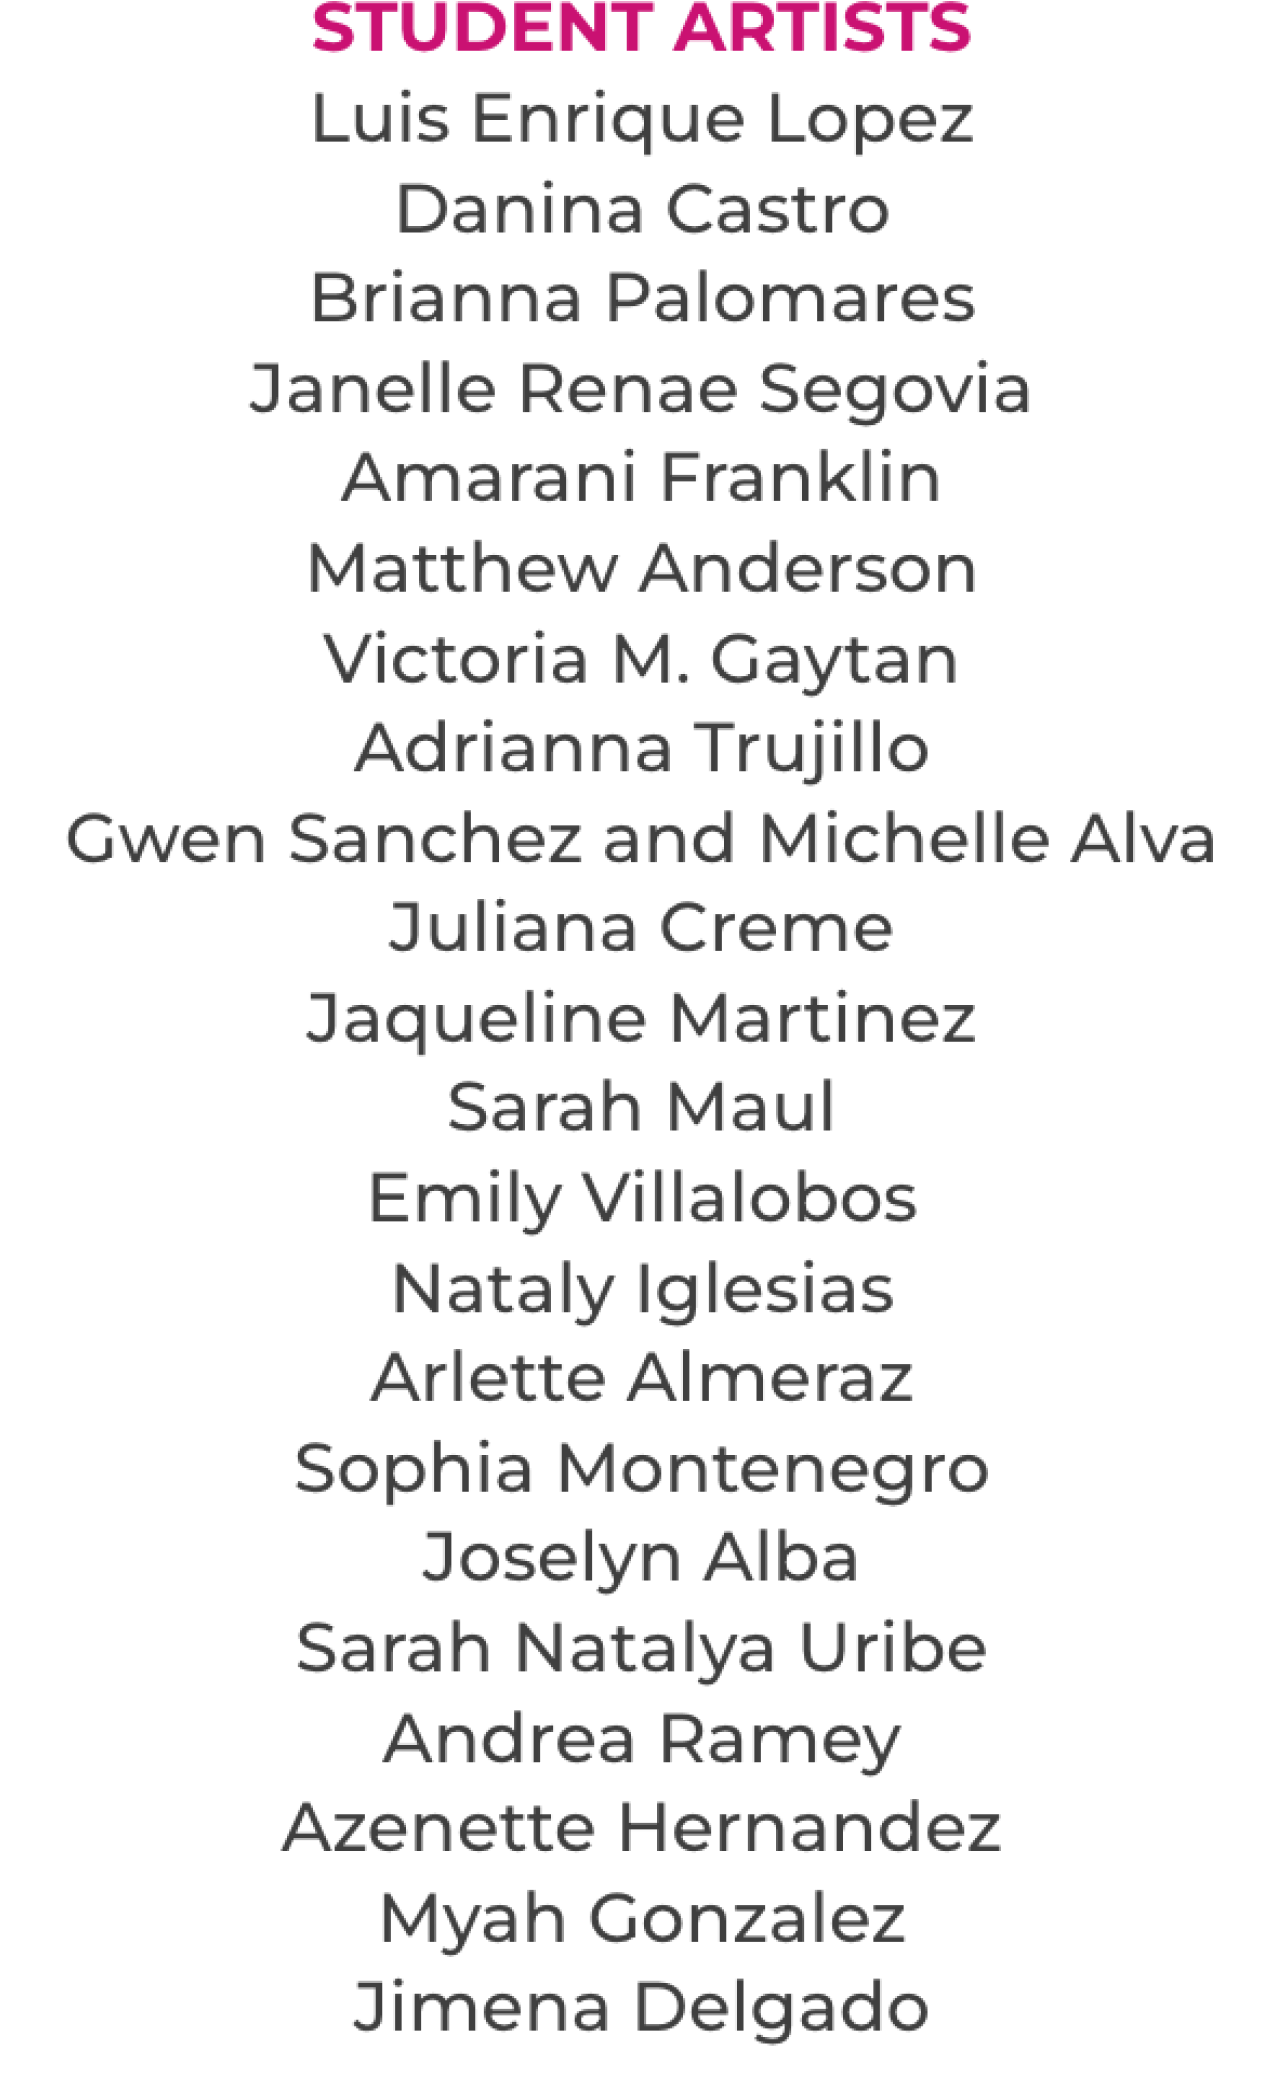 STUDENT ARTISTS
Luis Enrique Lopez
Danina Castro
Brianna Palomares
Janelle Renae Segovia
Amarani Franklin
Matthew Anderson
Victoria M. Gaytan
Adrianna Trujillo
Gwen Sanchez and Michelle Alva
Juliana Creme
Jaqueline Martinez
Sarah Maul
Emily Villalobos
Nataly Iglesias
Arlette Almeraz
Sophia Montenegro
Joselyn Alba
Sarah Natalya Uribe
Andrea Ramey
Azenette Hernandez
Myah Gonzalez
Jimena Delgado